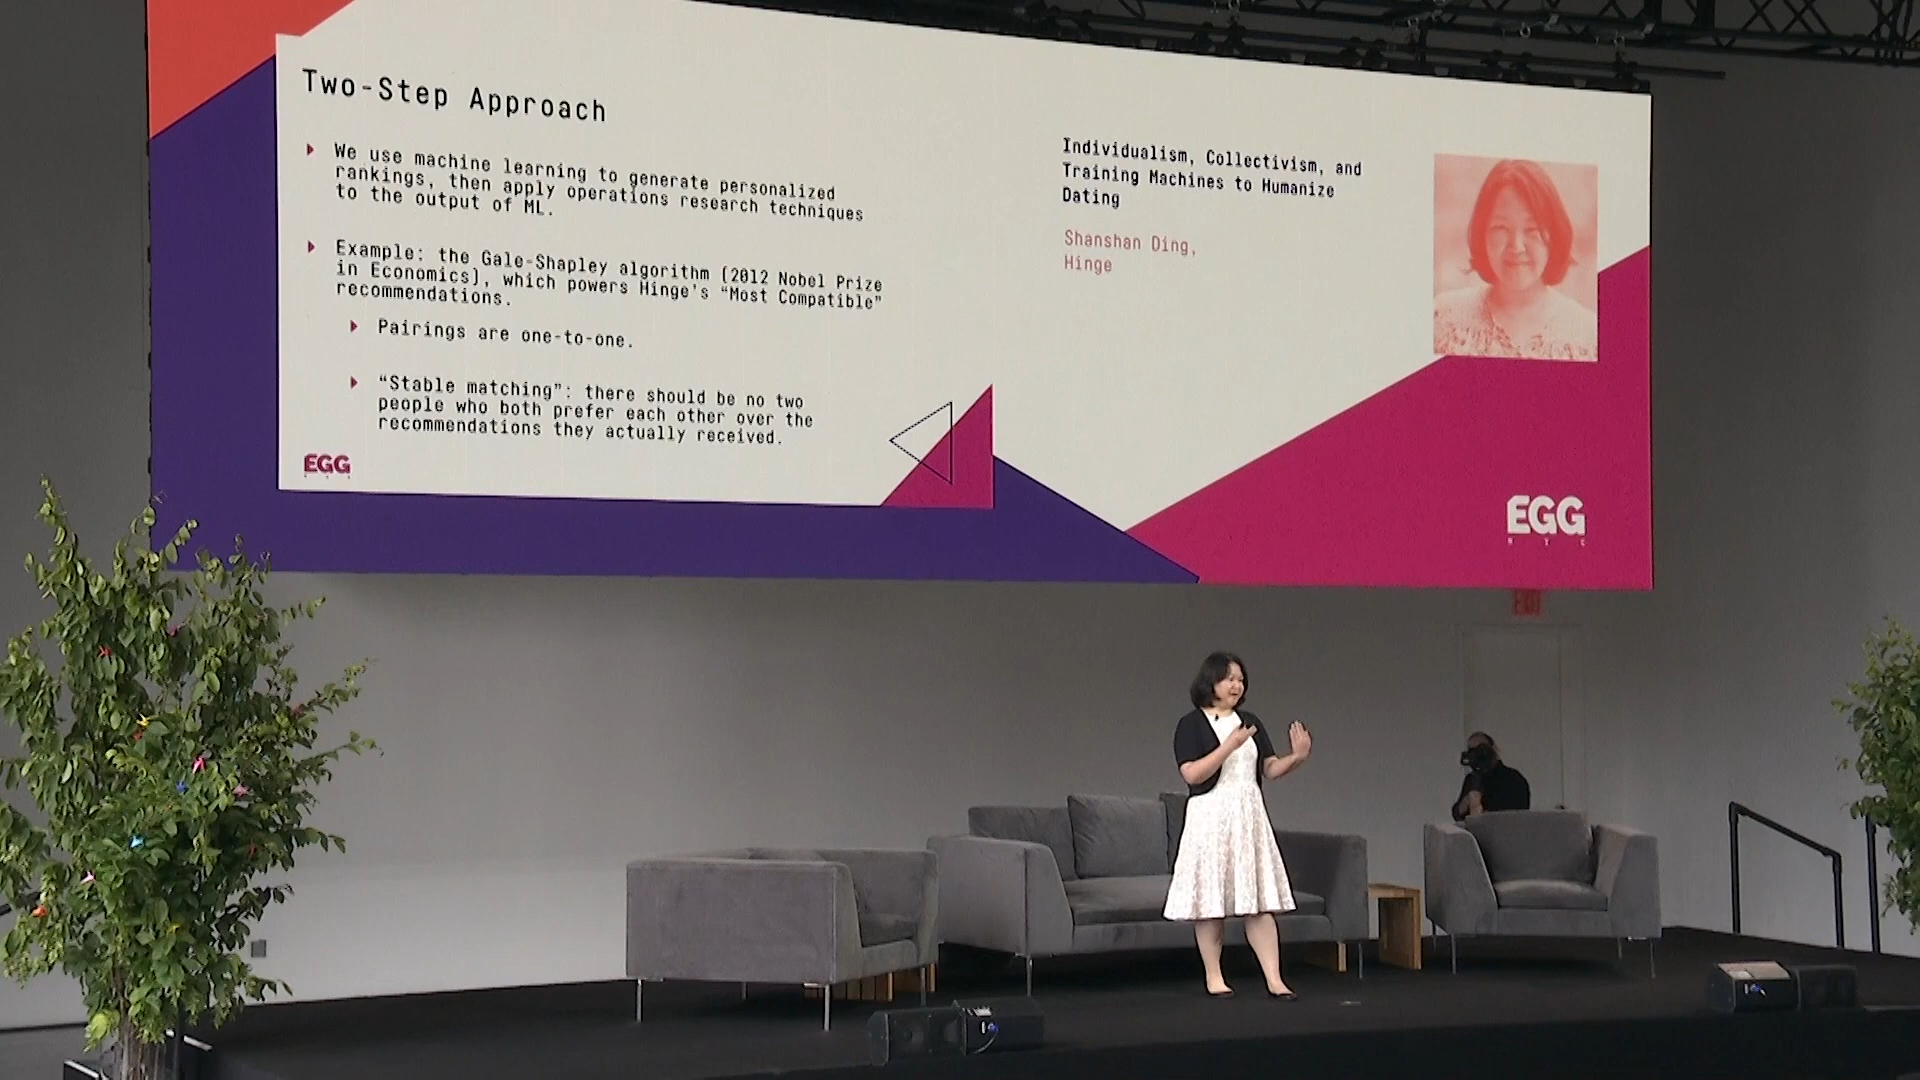 Two-Step Approach
We use machine learning to generate personalized
rankings, then apply operations research techniques
to the output of ML.
Example: the Gale-Shapley algorithm (2012 Nobel Prize
in Economics), which powers Hinge's “Most Compatible”
recommendations.
Pairings are one-to-one.
“Stable matching”: there should be no two
people who both prefer each other over the
recommendations they actually received.
EGG
Individualism, Collectivism, and
Training Machines to Humanize
Dating
Shanshan Ding,
Hinge
EGG
N Y C
EXIT